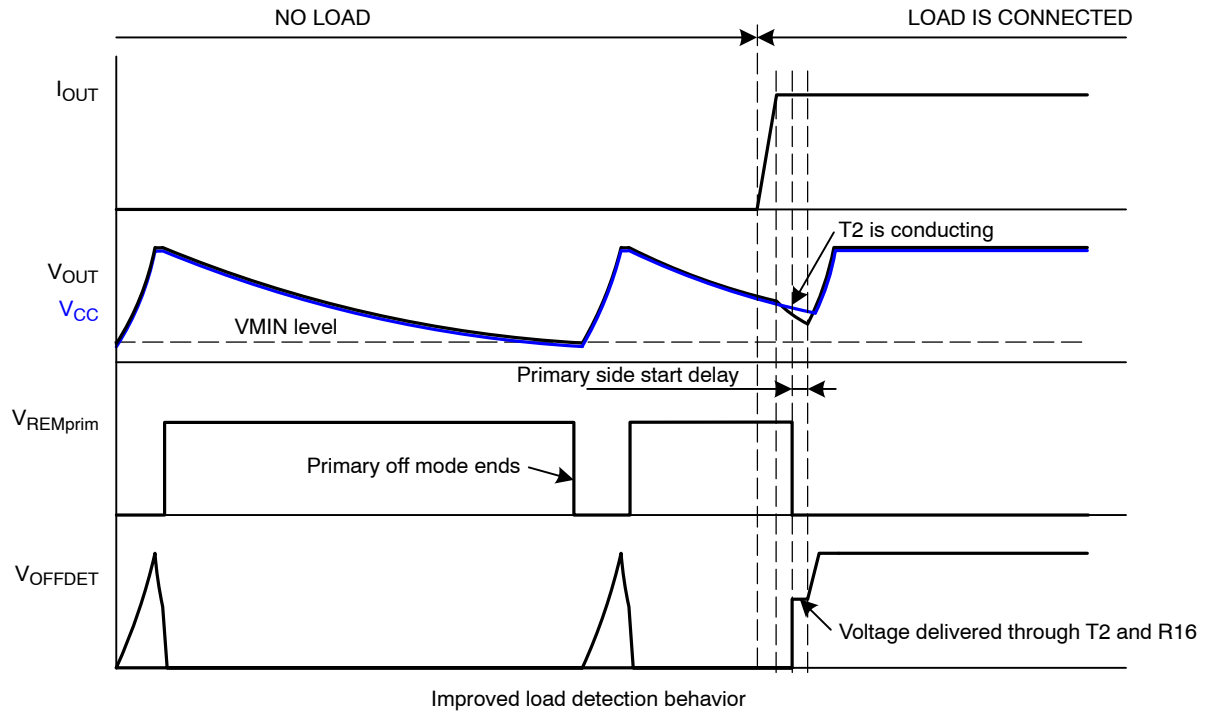 NO LOAD
LOAD IS CONNECTED
IOUT
T2 is conducting
VOUT
VCC
VMIN level
Primary side start delay
VREMprim
Primary off mode ends
VOFFDET
Voltage delivered through T2 and R16
Improved load detection behavior